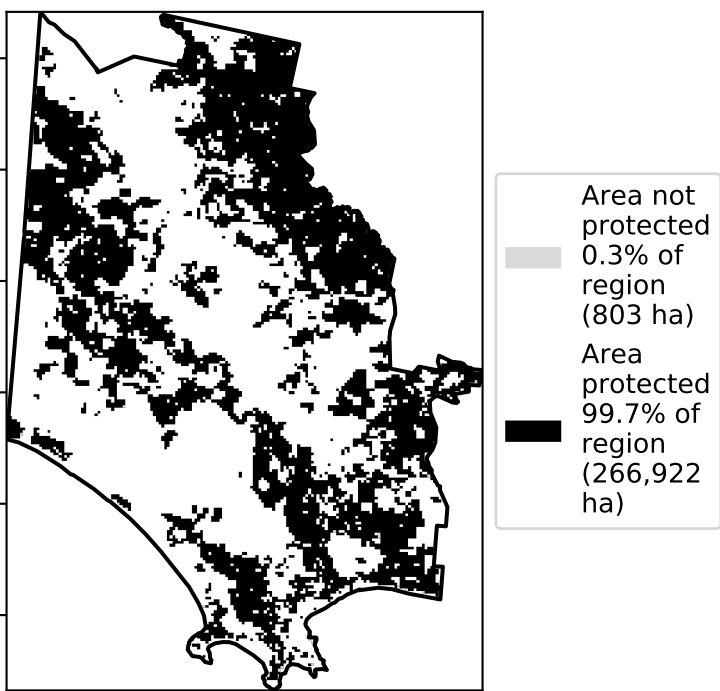 Area not
protected
0.3% of
region
(803 ha)
Area
protected
99.7% of
region
(266,922
ha)